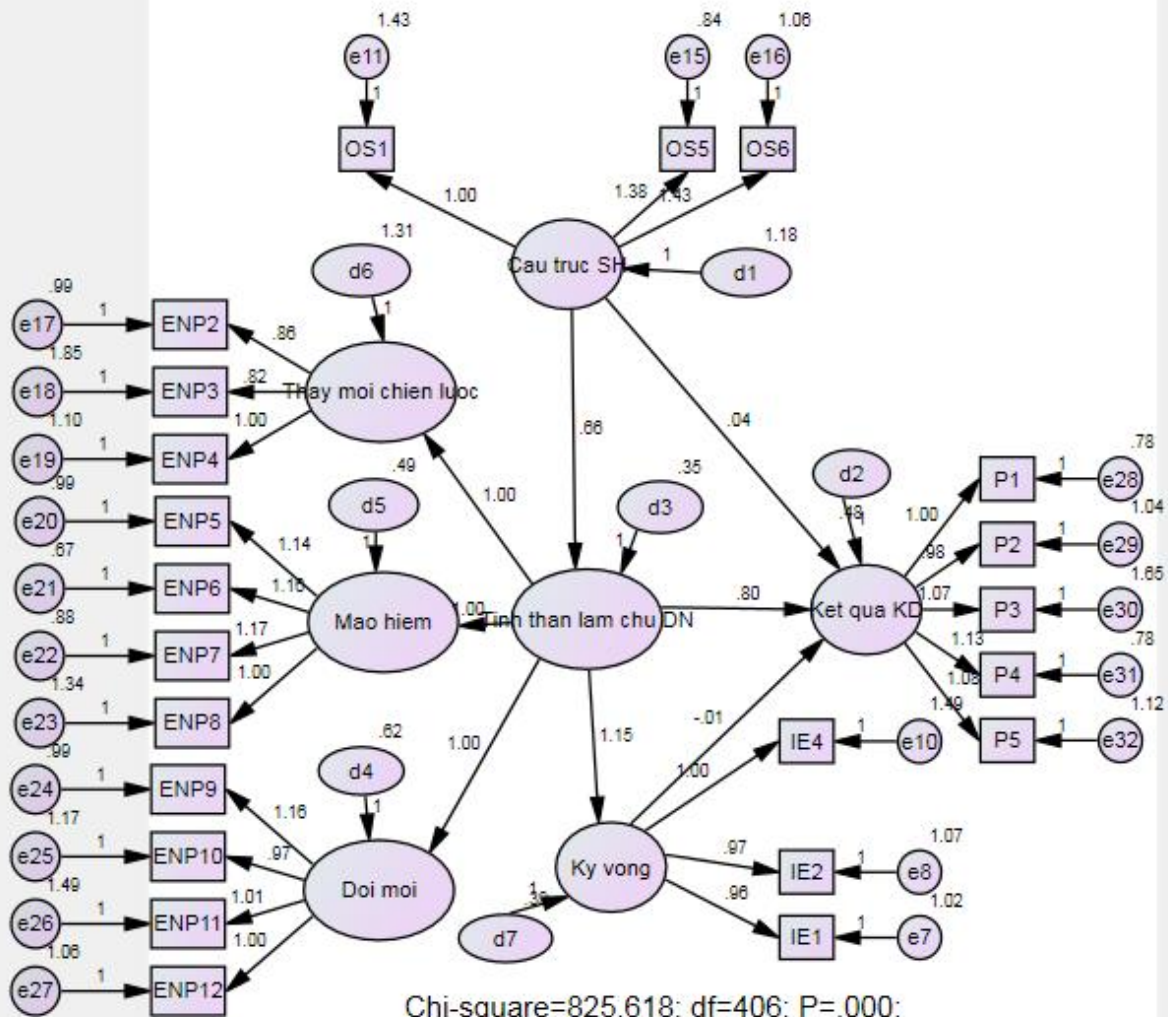 1.43 .84 1.06
e11 e15 e16
1 1 1
OS1 OS5 OS6
1.00 1.38 1.43
1.31 1.18
d6 Cau truc SH 1 d1
1
.99
e17 1 ENP2 .86
1.85
e18 1 ENP3 .82 Thay moi chien luoc
1.10
e19 1 ENP4 1.00
.66 .04
.99 .49 .35 .78
e20 1 ENP5 d5 1.00 d3 d2 P1 1 e28
.48 1 1.00 1.04
1.14 1 1 .98 P2 1 e29
.67
e21 1 ENP6 1.16
1.65
.80 Ket qua KD 1.07 P3 1 e30
.88
e22 1 ENP7 1.17 Mao hiem 1.00 Tinh than lam chu DN
.78
1.13 P4 1 e31
1.34 1.08
e23 1 ENP8 1.00
1.49 1.12
P5 1 e32
-.01 IE4 1 e10
.99 .62 1.00 1.15 1.00
e24 1 ENP9 d4
1.16 1
1.17
e25 1 ENP10 .97
1.07
Ky vong .97 IE2 1 e8
1.49
e26 1 ENP11 1.01 Doi moi
1 1.02
d7 .96 IE1 1 e7
1.06
e27 1 ENP12 1.00
Chi-square=825.618; df=406; P=.000;